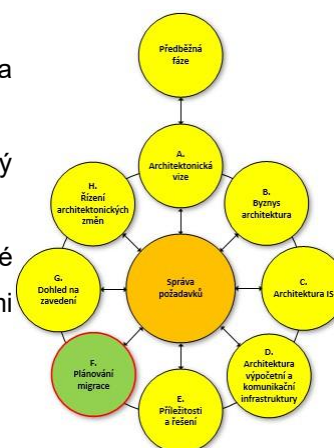 a
ý
é
ni
Předběžná
fáze
A.
Architektonická
vize
H.
Řízení
architektonických
změn
B.
Byznys
architektura
G.
Dohled na
zavedení
Správa
požadavků
C.
Architektura IS
F.
Plánování
migrace
D.
Architektura
výpočetní a
komunikační
infrastruktury
E.
Příležitosti
a řešení